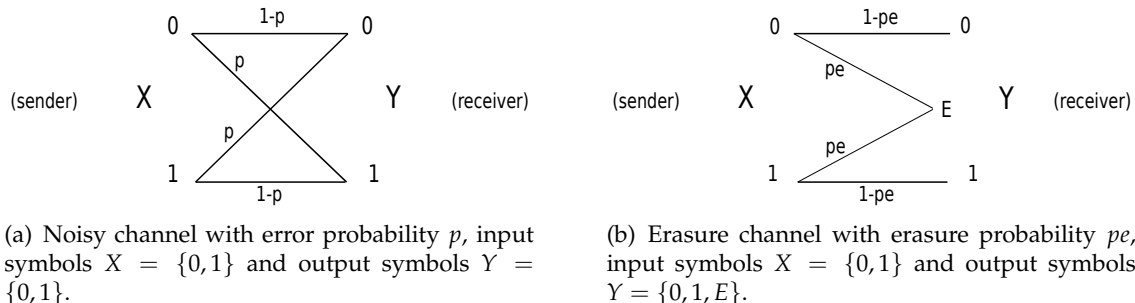 0 1-p 0
p
(sender) X Y (receiver)
p
1 1-p 1
(a) Noisy channel with error probability p, input
symbols X = {0, 1} and output symbols Y =
{0, 1}.
0 1-pe 0
pe
(sender) X E Y (receiver)
pe
1 1-pe 1
(b) Erasure channel with erasure probability pe,
input symbols X = {0, 1} and output symbols
Y = {0, 1, E}.